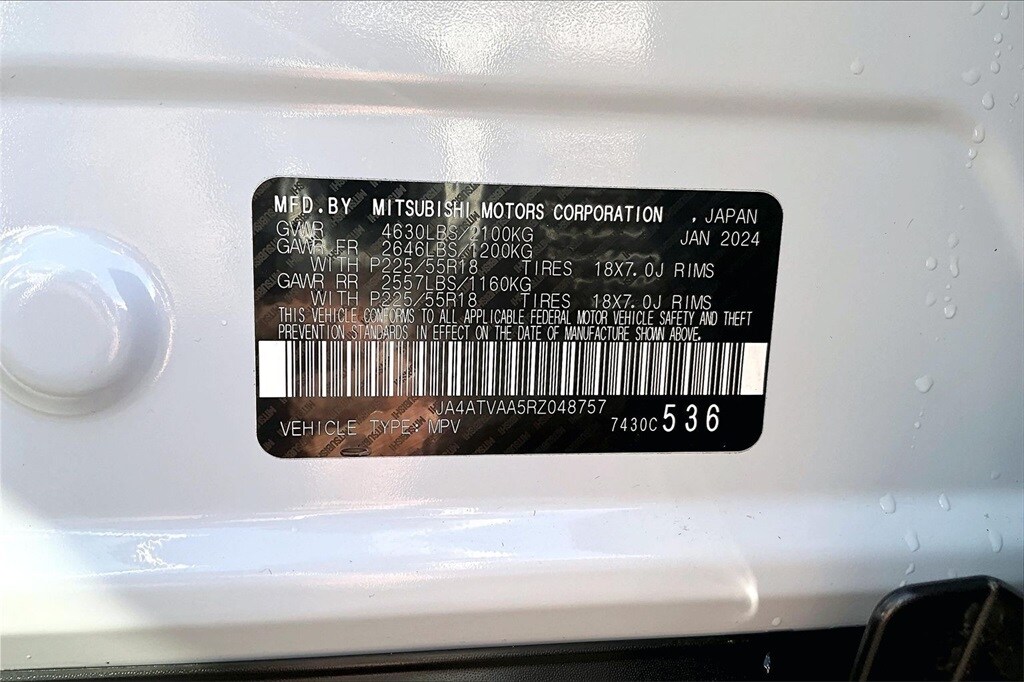 MFD.BY MITSUBISHI MOTORS CORPORATION , JAPAN
GVWR 4630LBS/2100KG JAN 2024
GAWR FR 2646LBS/1200KG
WITH P225/55R18 TIRES 18X7.0J RIMS
GAWR RR 2557LBS/1160KG
WITH P225/55R18 TIRES 18X7.0J RIMS
THIS VEHICLE CONFORMS TO ALL APPLICABLE FEDERAL MOTOR VEHICLE SAFETY AND THEFT
PREVENTION STANDARDS IN EFFECT ON THE DATE OF MANUFACTURE SHOWN ABOVE.
JA4ATVAA5RZ048757
VEHICLE TYPE: MPV 7430C 536